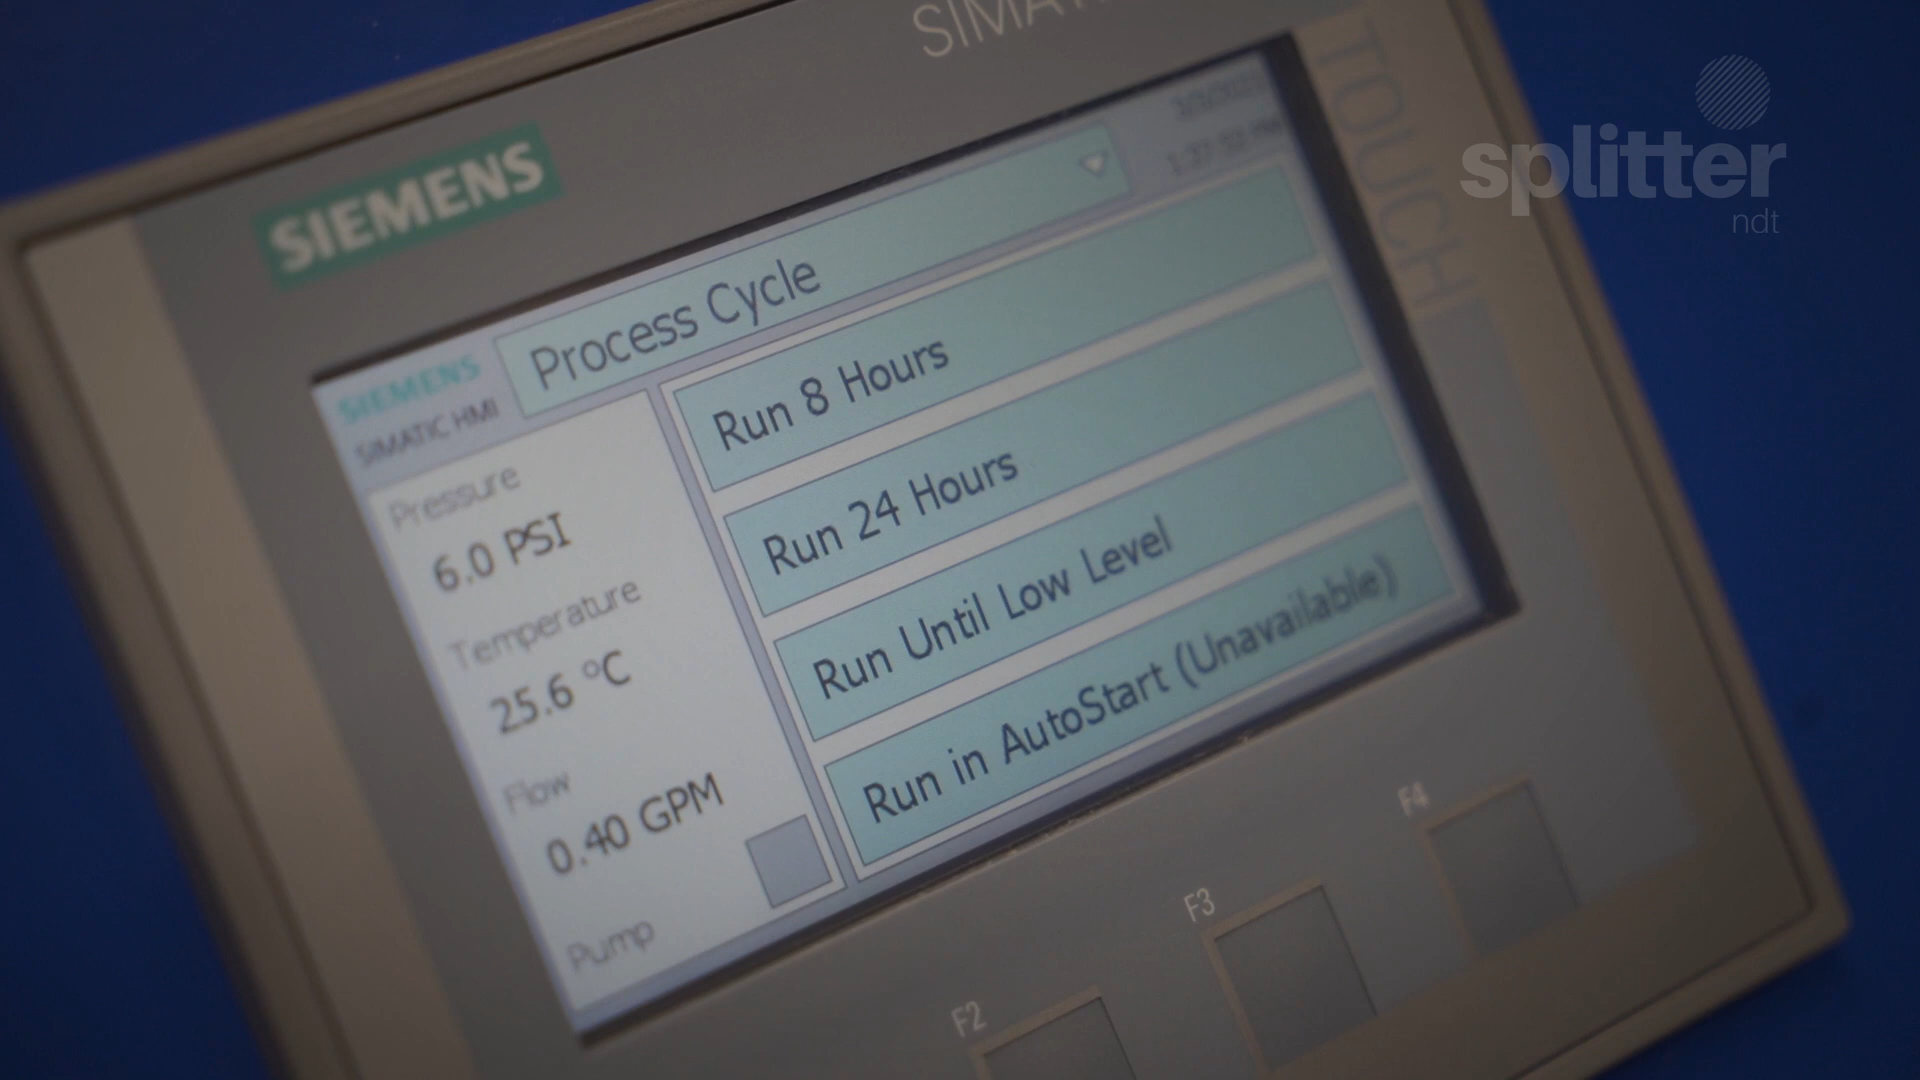 SIEMENS
TOUCH
splitter
ndt
SIEMENS
SIMATIC HMI
Process Cycle
Pressure
6.0 PSI
Temperature
25.6 °C
Flow
0.40 GPM
Pump
Run 8 Hours
Run 24 Hours
Run Until Low Level
Run in AutoStart (Unavailable)
F2
F3
F4